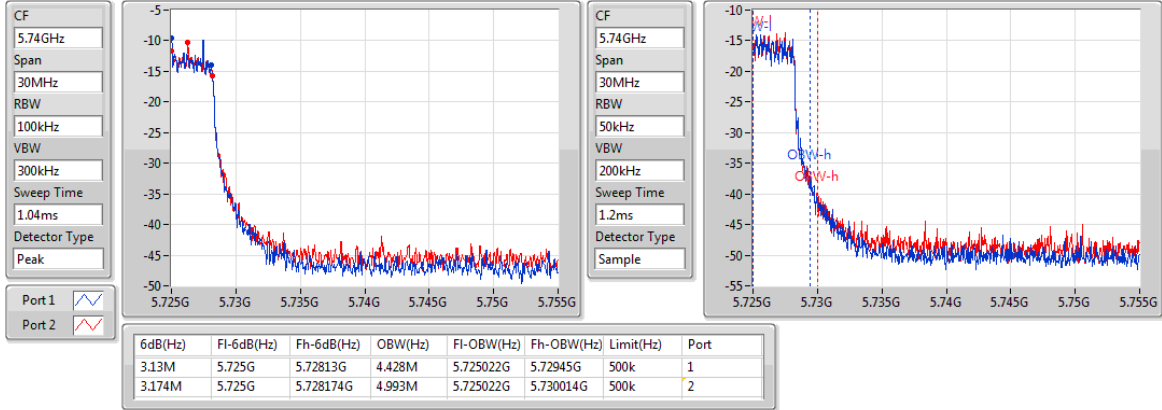 CF
5.74GHz
Span
30MHz
RBW
100kHz
VBW
300kHz
Sweep Time
1.04ms
Detector Type
Peak
Port 1
Port 2
-5
-10
-15
-20
-25
-30
-35
-40
-45
-50
5.725G 5.73G 5.735G 5.74G 5.745G 5.75G 5.755G
CF
5.74GHz
Span
30MHz
RBW
50kHz
VBW
200kHz
Sweep Time
1.2ms
Detector Type
Sample
-10
-15
-20
-25
-30
-35
-40
-45
-50
-55
W-l
OBW-h
OBW-h
5.725G 5.73G 5.735G 5.74G 5.745G 5.75G 5.755G
6dB(Hz) Fl-6dB(Hz) Fh-6dB(Hz) OBW(Hz) Fl-OBW(Hz) Fh-OBW(Hz) Limit(Hz) Port
3.13M 5.725G 5.72813G 4.428M 5.725022G 5.72945G 500k 1
3.174M 5.725G 5.728174G 4.993M 5.725022G 5.730014G 500k 2